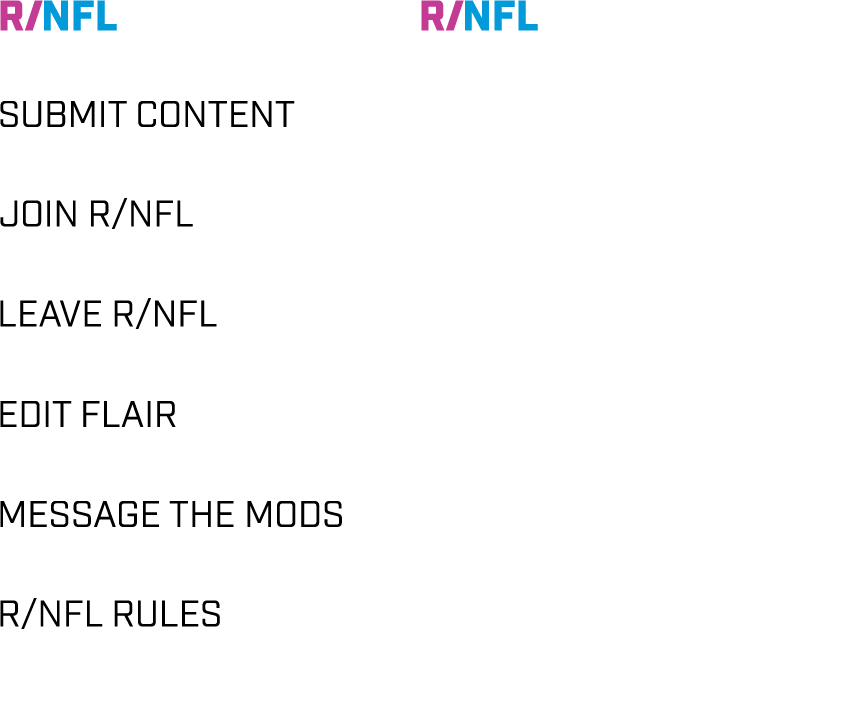 R/NFL R/NFL
SUBMIT CONTENT
JOIN R/NFL
LEAVE R/NFL
EDIT FLAIR
MESSAGE THE MODS
R/NFL RULES